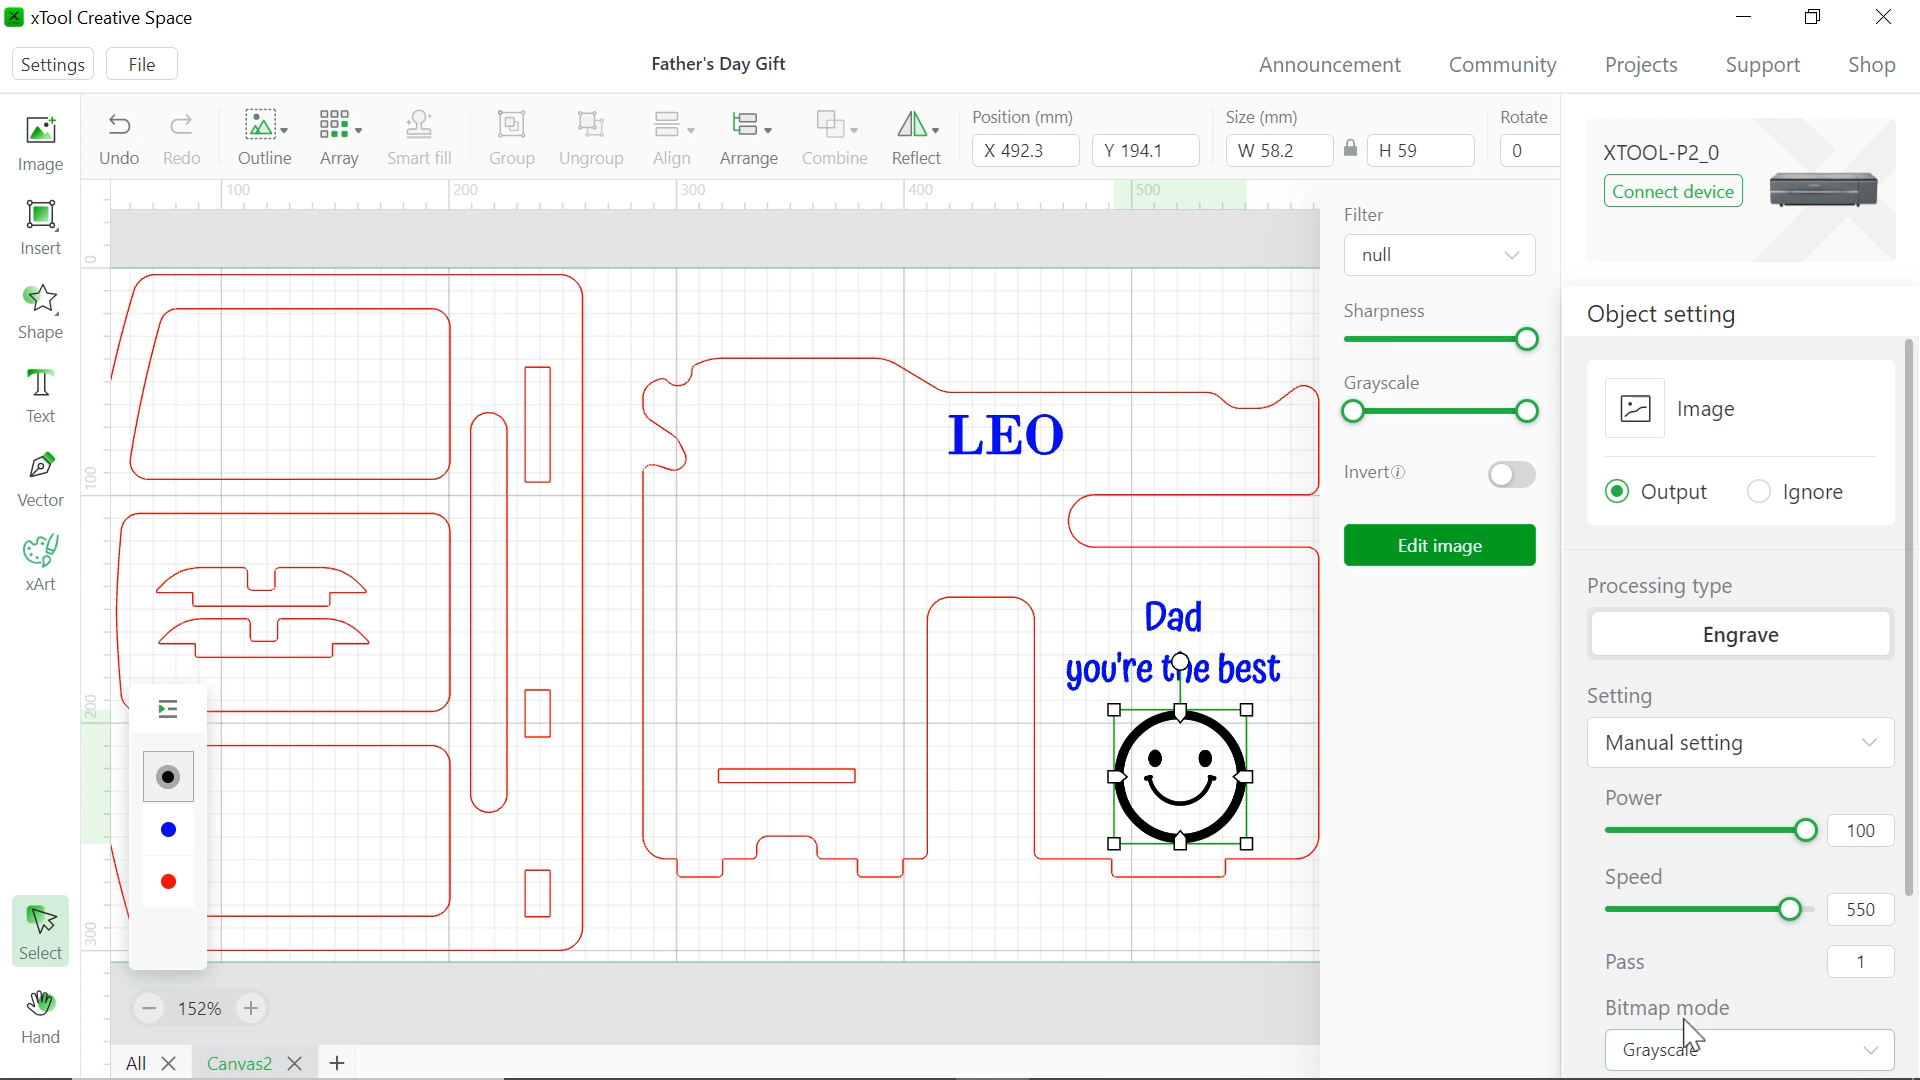 xTool Creative Space
Settings
File
Father's Day Gift
Announcement
Community
Projects
Support
Shop
Image
Insert
Shape
Text
Vector
xArt
Select
Hand
Undo
Redo
Outline
Array
Smart fill
Group
Ungroup
Align
Arrange
Combine
Reflect
Position (mm)
X 492.3
Y 194.1
Size (mm)
W 58.2
H 59
Rotate
0
100
200
300
400
500
0
100
200
300
LEO
Dad
you're the best
152%
All
Canvas2
Filter
null
Sharpness
Grayscale
Invert
Edit image
XTOOL-P2_0
Connect device
Object setting
Image
Output
Ignore
Processing type
Engrave
Setting
Manual setting
Power
100
Speed
550
Pass
1
Bitmap mode
Grayscale